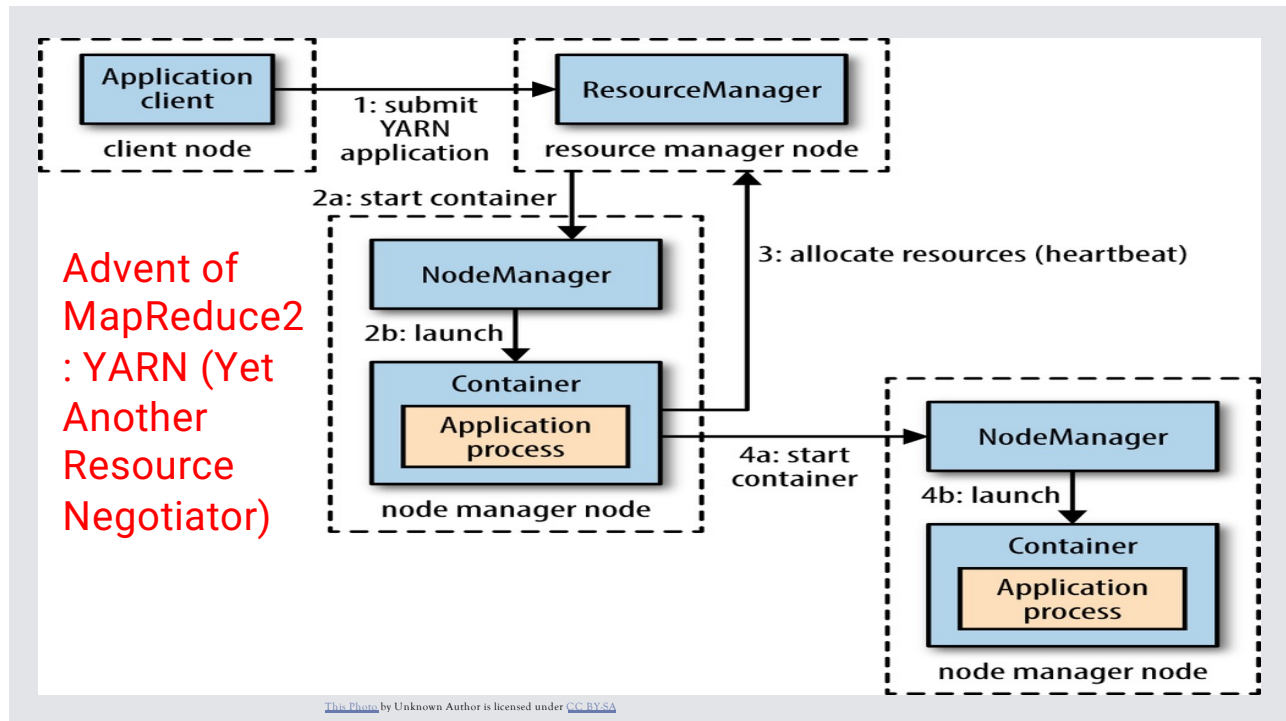 Application
client
client node
1: submit
YARN
application
ResourceManager
resource manager node
2a: start container
Advent of
MapReduce2
: YARN (Yet
Another
Resource
Negotiator)
NodeManager
2b: launch
Container
Application
process
node manager node
3: allocate resources (heartbeat)
4a: start
container
NodeManager
4b: launch
Container
Application
process
node manager node
This Photo by Unknown Author is licensed under CC BY-SA